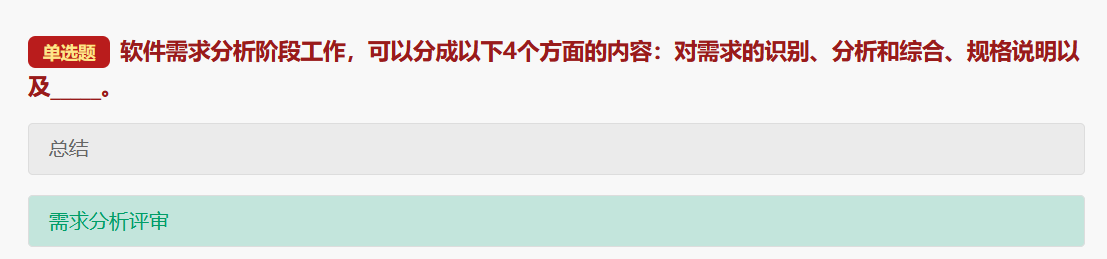 单选题 软件需求分析阶段工作，可以分成以下4个方面的内容：对需求的识别、分析和综合、规格说明以
及_____。
总结
需求分析评审